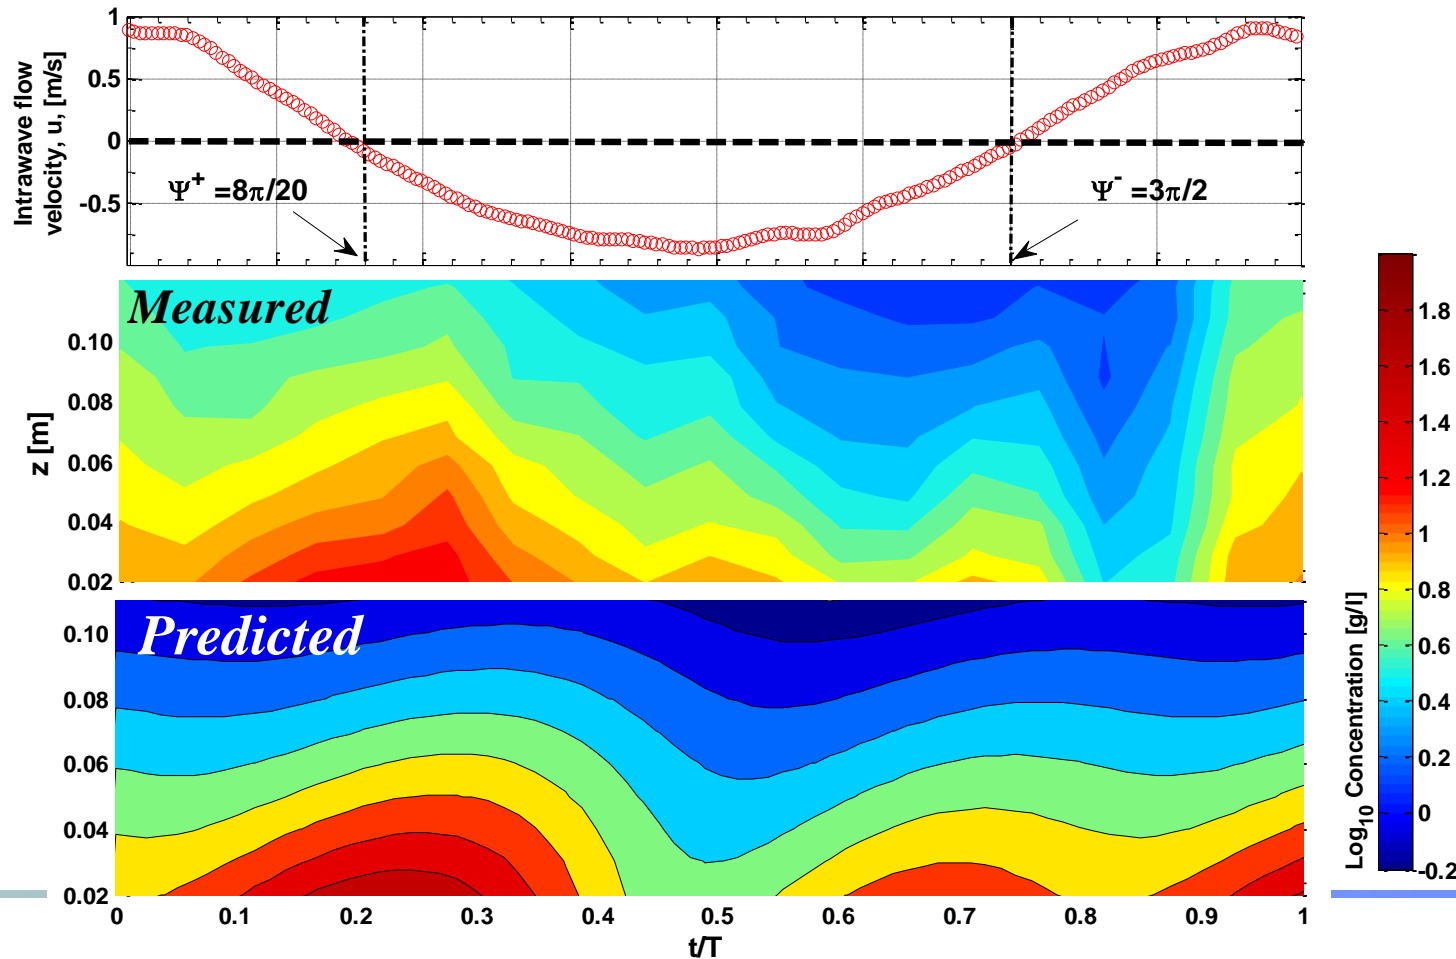 Intrawave flow
velocity, u, [m/s]
1
0.5
0
-0.5
Ψ+ =8π/20
Ψ- =3π/2
Measured
z [m]
0.10
0.08
0.06
0.04
0.02
Predicted
0.10
0.08
0.06
0.04
0.02
0 0.1 0.2 0.3 0.4 0.5 0.6 0.7 0.8 0.9 1
t/T
Log10 Concentration [g/l]
1.8
1.6
1.4
1.2
1
0.8
0.6
0.4
0.2
0
-0.2